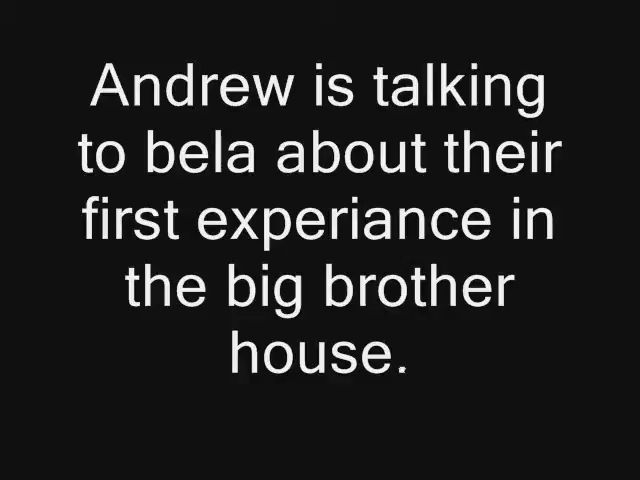 Andrew is talking
to bela about their
first experiance in
the big brother
house.